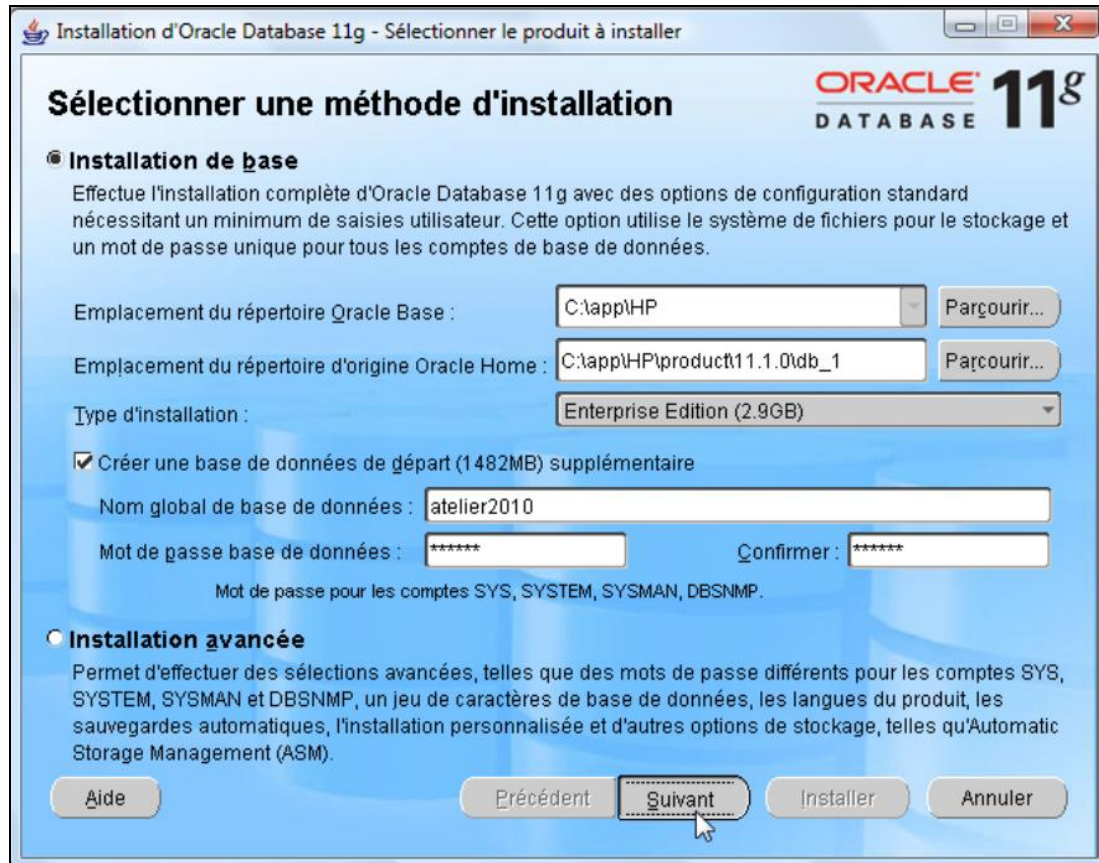 Installation d'Oracle Database 11g - Sélectionner le produit à installer
Sélectionner une méthode d'installation
ORACLE 11g
DATABASE
Installation de base
Effectue l'installation complète d'Oracle Database 11g avec des options de configuration standard
nécessitant un minimum de saisies utilisateur. Cette option utilise le système de fichiers pour le stockage et
un mot de passe unique pour tous les comptes de base de données.
Emplacement du répertoire Oracle Base : C:\app\HP Parcourir...
Emplacement du répertoire d'origine Oracle Home : C:\app\HP\product\11.1.0\db_1 Parcourir...
Type d'installation : Enterprise Edition (2.9GB)
Créer une base de données de départ (1482MB) supplémentaire
Nom global de base de données : atelier2010
Mot de passe base de données : ****** Confirmer : ******
Mot de passe pour les comptes SYS, SYSTEM, SYSMAN, DBSNMP.
Installation avancée
Permet d'effectuer des sélections avancées, telles que des mots de passe différents pour les comptes SYS,
SYSTEM, SYSMAN et DBSNMP, un jeu de caractères de base de données, les langues du produit, les
sauvegardes automatiques, l'installation personnalisée et d'autres options de stockage, telles qu'Automatic
Storage Management (ASM).
Aide Précédent Suivant Installer Annuler